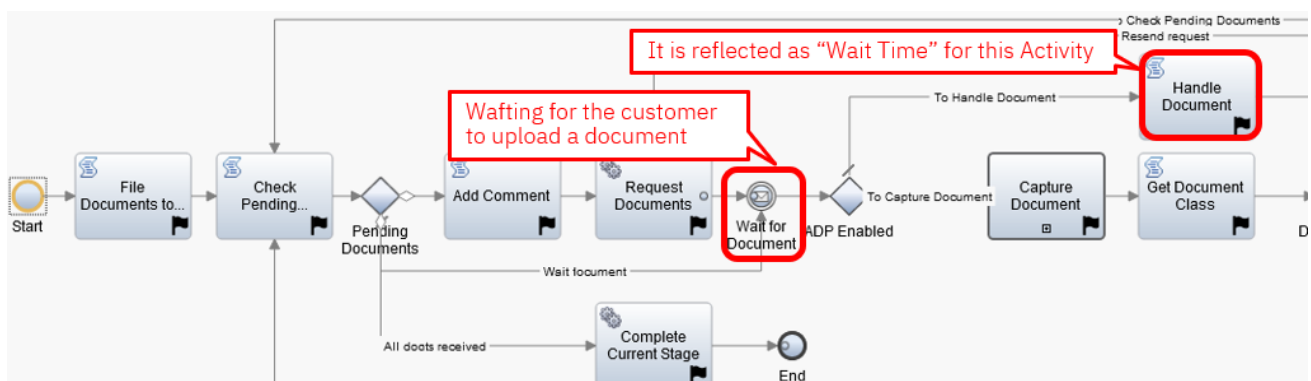 Check Pending Documents
Resend request
It is reflected as “Wait Time” for this Activity
Handle
Document
To Handle Document
Wafting for the customer
to upload a document
File
Documents to...
Check
Pending...
Add Comment
Request
Documents
To Capture Document
Capture
Document
Get Document
Class
Start
Pending
Documents
Wait for
Document
ADP Enabled
D
Wait focument
All doots received
Complete
Current Stage
End